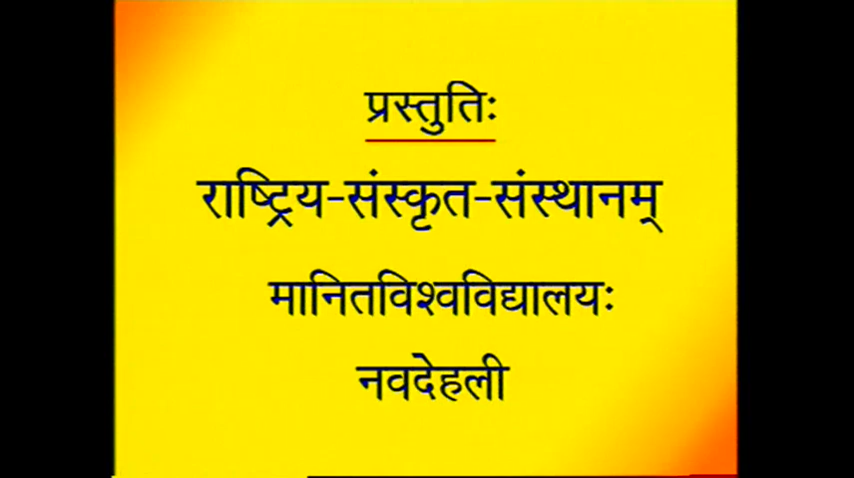 प्रस्तुतिः
राष्ट्रिय-संस्कृत-संस्थानम्
मानितविश्वविद्यालयः
नवदेहली